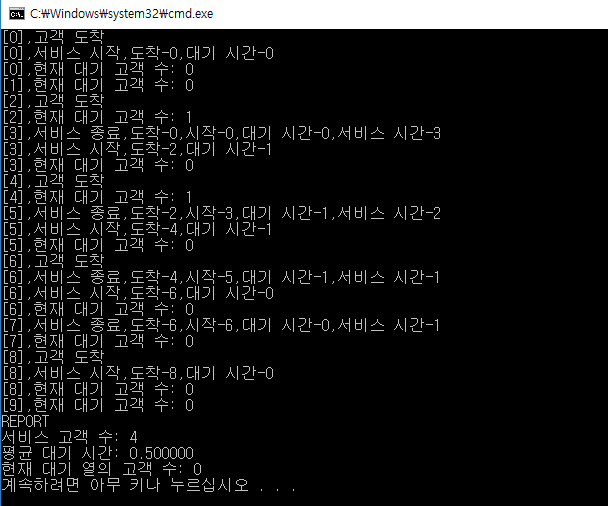 C:\Windows\system32\cmd.exe
[0],고객 도착
[0],서비스 시작,도착-0,대기 시간-0
[0],현재 대기 고객 수: 0
[1],현재 대기 고객 수: 0
[2],고객 도착
[2],현재 대기 고객 수: 1
[3],서비스 종료,도착-0,시작-0,대기 시간-0,서비스 시간-3
[3],서비스 시작,도착-2,대기 시간-1
[3],현재 대기 고객 수: 0
[4],고객 도착
[4],현재 대기 고객 수: 1
[5],서비스 종료,도착-2,시작-3,대기 시간-1,서비스 시간-2
[5],서비스 시작,도착-4,대기 시간-1
[5],현재 대기 고객 수: 0
[6],고객 도착
[6],서비스 종료,도착-4,시작-5,대기 시간-1,서비스 시간-1
[6],서비스 시작,도착-6,대기 시간-0
[6],현재 대기 고객 수: 0
[7],서비스 종료,도착-6,시작-6,대기 시간-0,서비스 시간-1
[7],현재 대기 고객 수: 0
[8],고객 도착
[8],서비스 시작,도착-8,대기 시간-0
[8],현재 대기 고객 수: 0
[9],현재 대기 고객 수: 0
REPORT
서비스 고객 수: 4
평균 대기 시간: 0.500000
현재 대기 열의 고객 수: 0
계속하려면 아무 키나 누르십시오 . . .